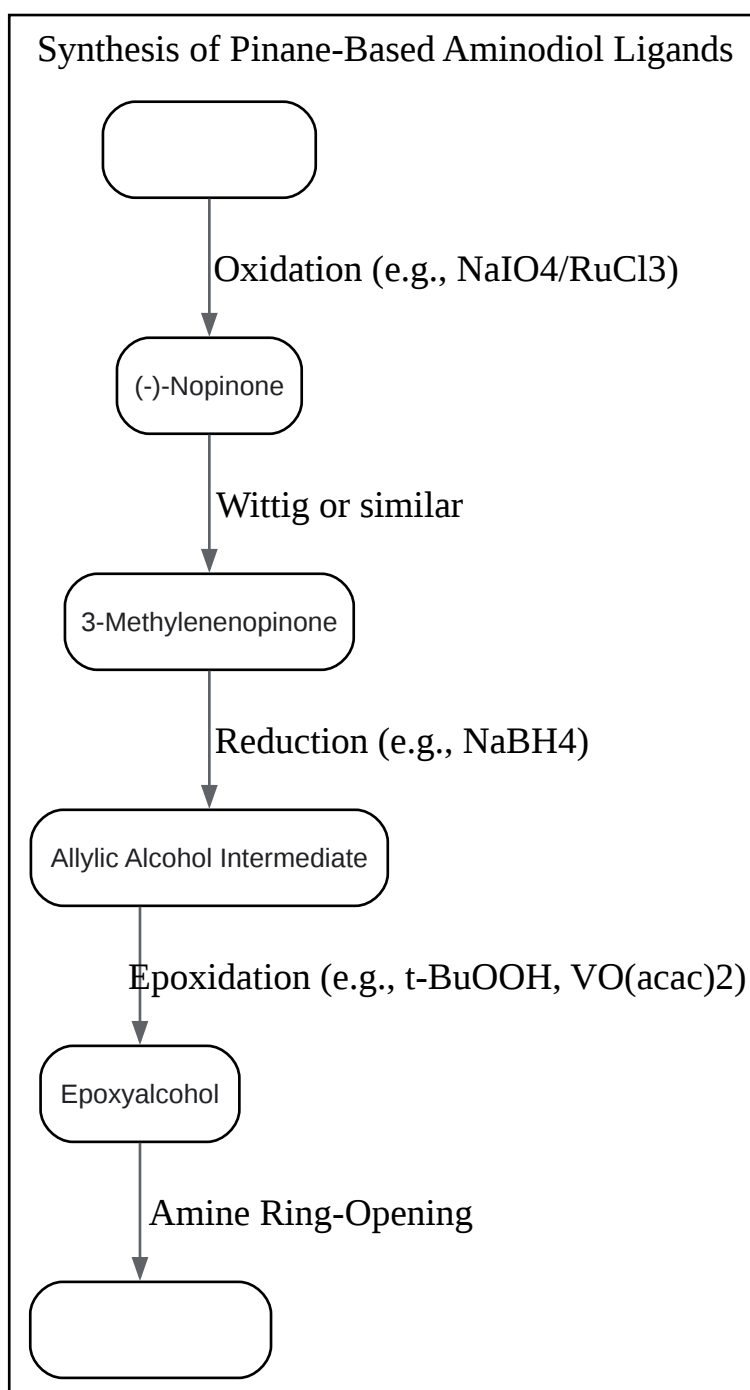 Synthesis of Pinane-Based Aminodiol Ligands
Oxidation (e.g., NaIO4/RuCl3)
(-)-Nopinone
Wittig or similar
3-Methylenenopinone
Reduction (e.g., NaBH4)
Allylic Alcohol Intermediate
Epoxidation (e.g., t-BuOOH, VO(acac)2)
Epoxyalcohol
Amine Ring-Opening